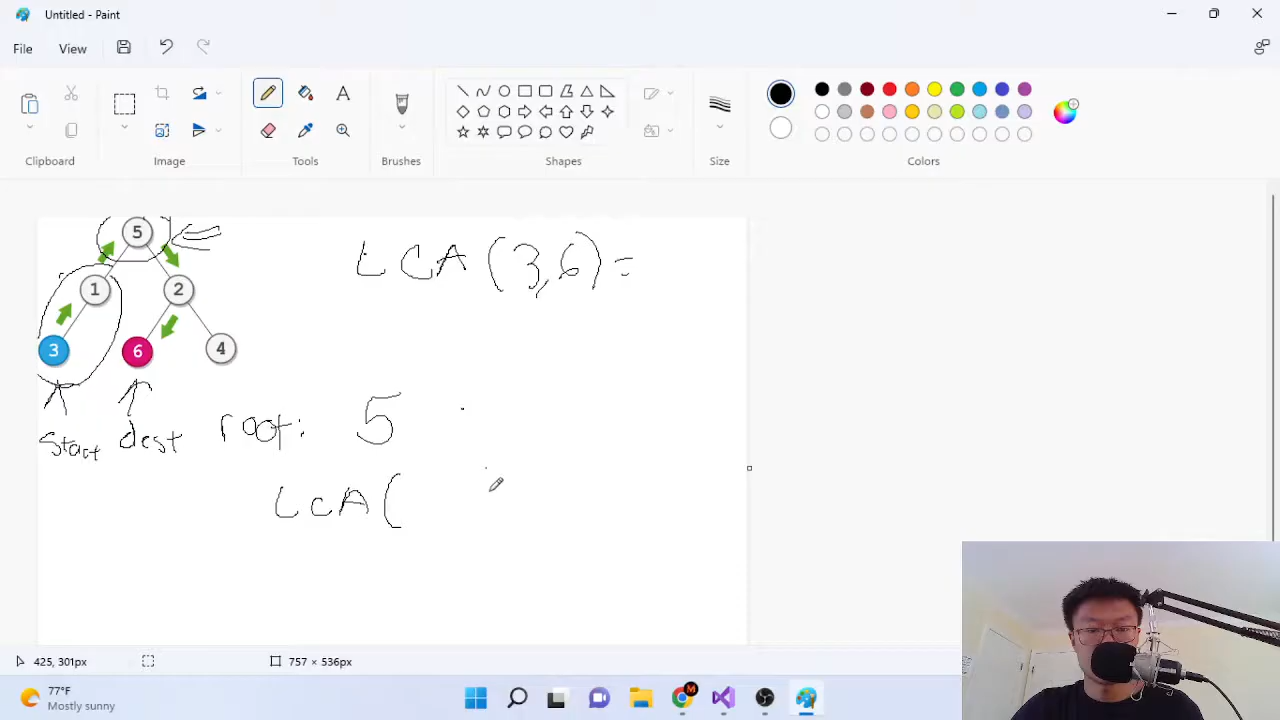 Untitled - Paint
File View
Clipboard Image Tools Brushes Shapes Size Colors
A
5
1 2
3 6 4
LCA (3,6) =
start dest root: 5
LCA (
425, 301px 757 × 536px
77°F
Mostly sunny
M